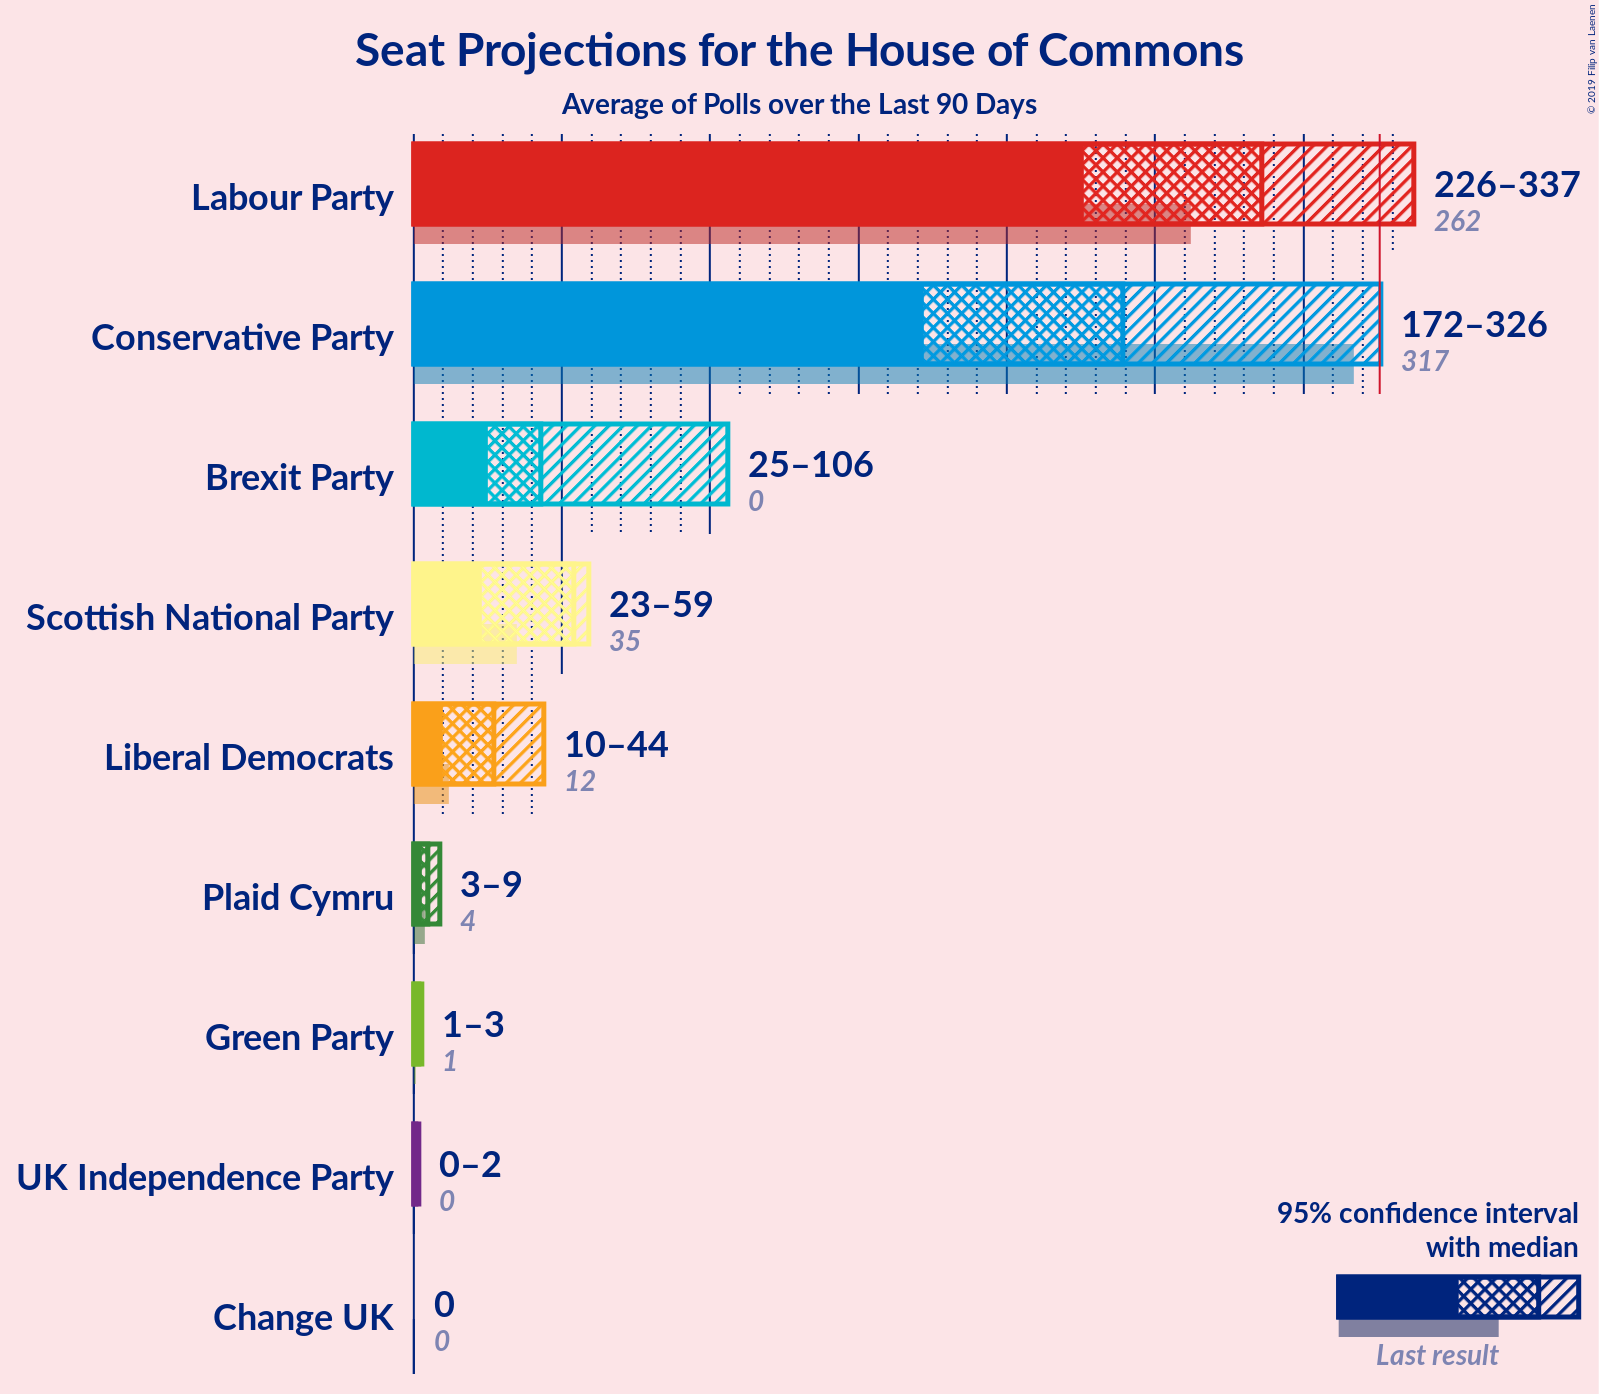 Seat Projections for the House of Commons
Average of Polls over the Last 90 Days
© 2019 Filip van Laenen
Labour Party
226–337
262
Conservative Party
172–326
317
Brexit Party
25–106
0
Scottish National Party
23–59
35
Liberal Democrats
10–44
12
Plaid Cymru
3–9
4
Green Party
1–3
1
UK Independence Party
0–2
0
Change UK
0
0
95% confidence interval
with median
Last result